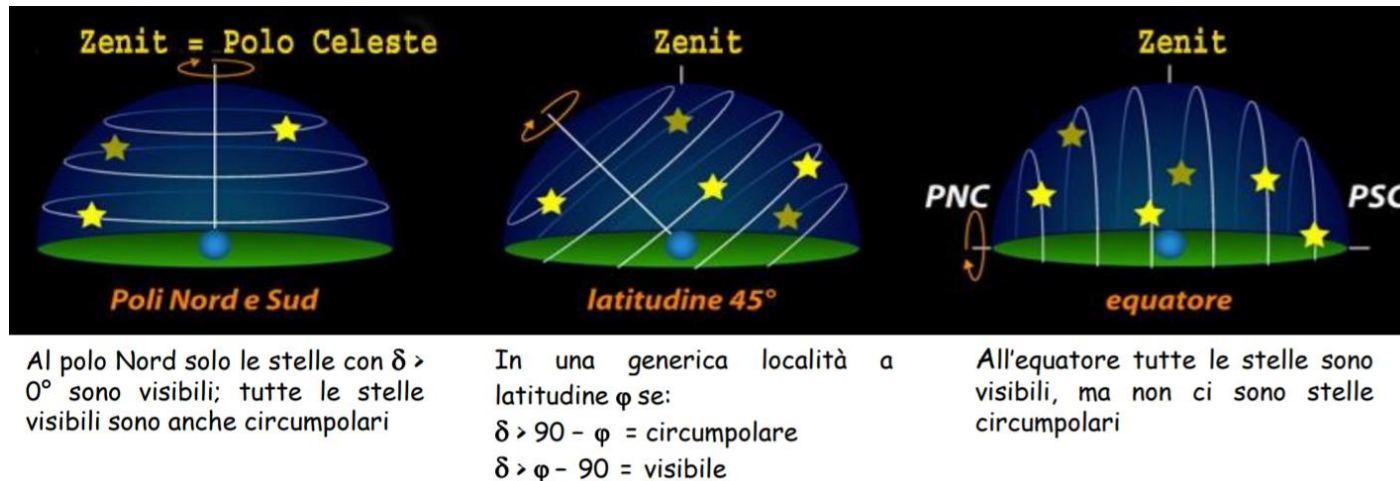 Zenit = Polo Celeste
Poli Nord e Sud
Al polo Nord solo le stelle con δ >
0° sono visibili; tutte le stelle
visibili sono anche circumpolari
Zenit
latitudine 45°
In una generica località a
latitudine φ se:
δ > 90 – φ = circumpolare
δ > φ – 90 = visibile
Zenit
PNC
PSC
equatore
All'equatore tutte le stelle sono
visibili, ma non ci sono stelle
circumpolari